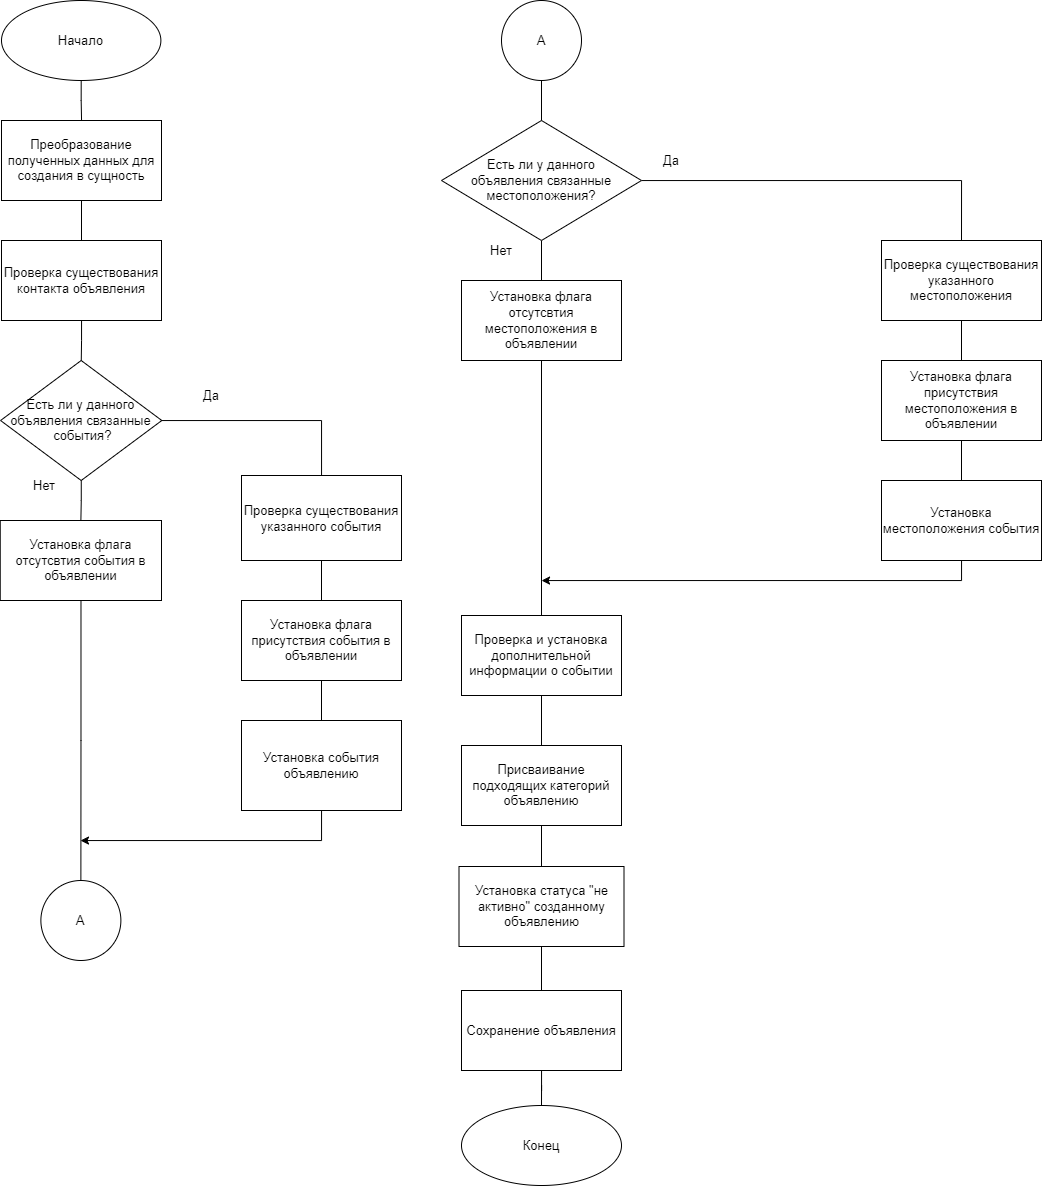 Начало
Преобразование
полученных данных для
создания в сущность
Проверка существования
контакта объявления
Есть ли у данного
объявления связанные
события?
Да
Нет
Установка флага
отсутсвтия события в
объявлении
Проверка существования
указанного события
Установка флага
присутствия события в
объявлении
Установка события
объявлению
А
А
Есть ли у данного
объявления связанные
местоположения?
Да
Нет
Установка флага
отсутсвтия
местоположения в
объявлении
Проверка существования
указанного
местоположения
Установка флага
присутствия
местоположения в
объявлении
Установка
местоположения события
Проверка и установка
дополнительной
информации о событии
Присваивание
подходящих категорий
объявлению
Установка статуса "не
активно" созданному
объявлению
Сохранение объявления
Конец